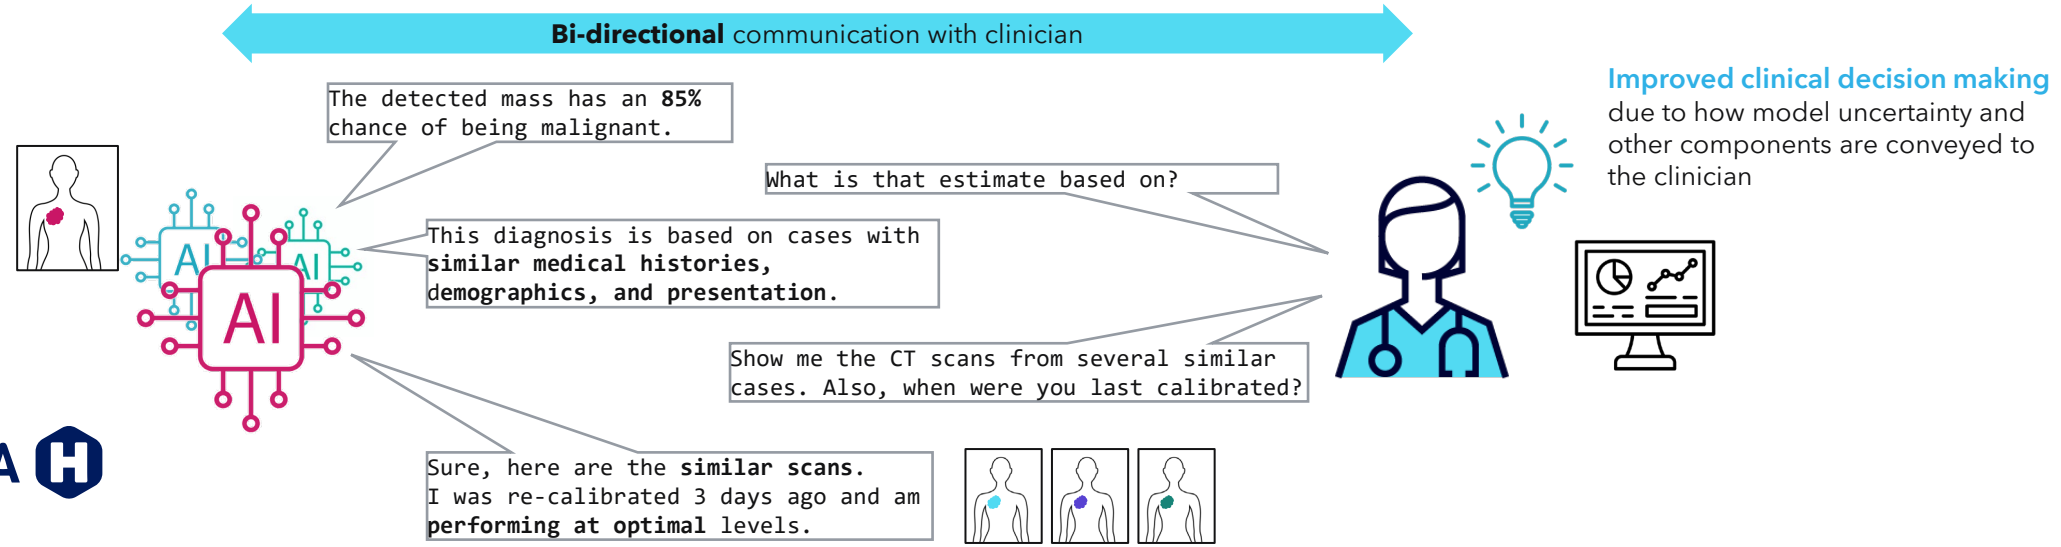 Bi-directional communication with clinician
The detected mass has an 85%
chance of being malignant.
What is that estimate based on?
This diagnosis is based on cases with
similar medical histories,
demographics, and presentation.
Show me the CT scans from several similar
cases. Also, when were you last calibrated?
Sure, here are the similar scans.
I was re-calibrated 3 days ago and am
performing at optimal levels.
Improved clinical decision making
due to how model uncertainty and
other components are conveyed to
the clinician
AI
AI
AI
A H